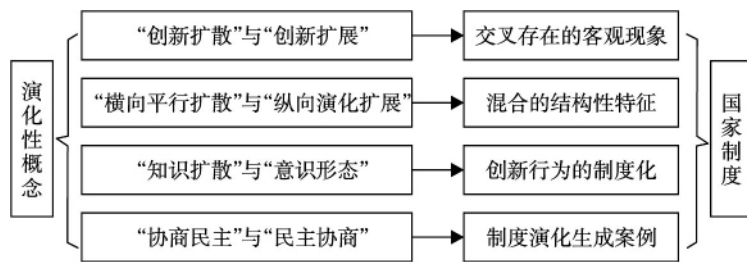 演化性概念
“创新扩散”与“创新扩展”
交叉存在的客观现象
“横向平行扩散”与“纵向演化扩展”
混合的结构性特征
“知识扩散”与“意识形态”
创新行为的制度化
“协商民主”与“民主协商”
制度演化生成案例
国家制度